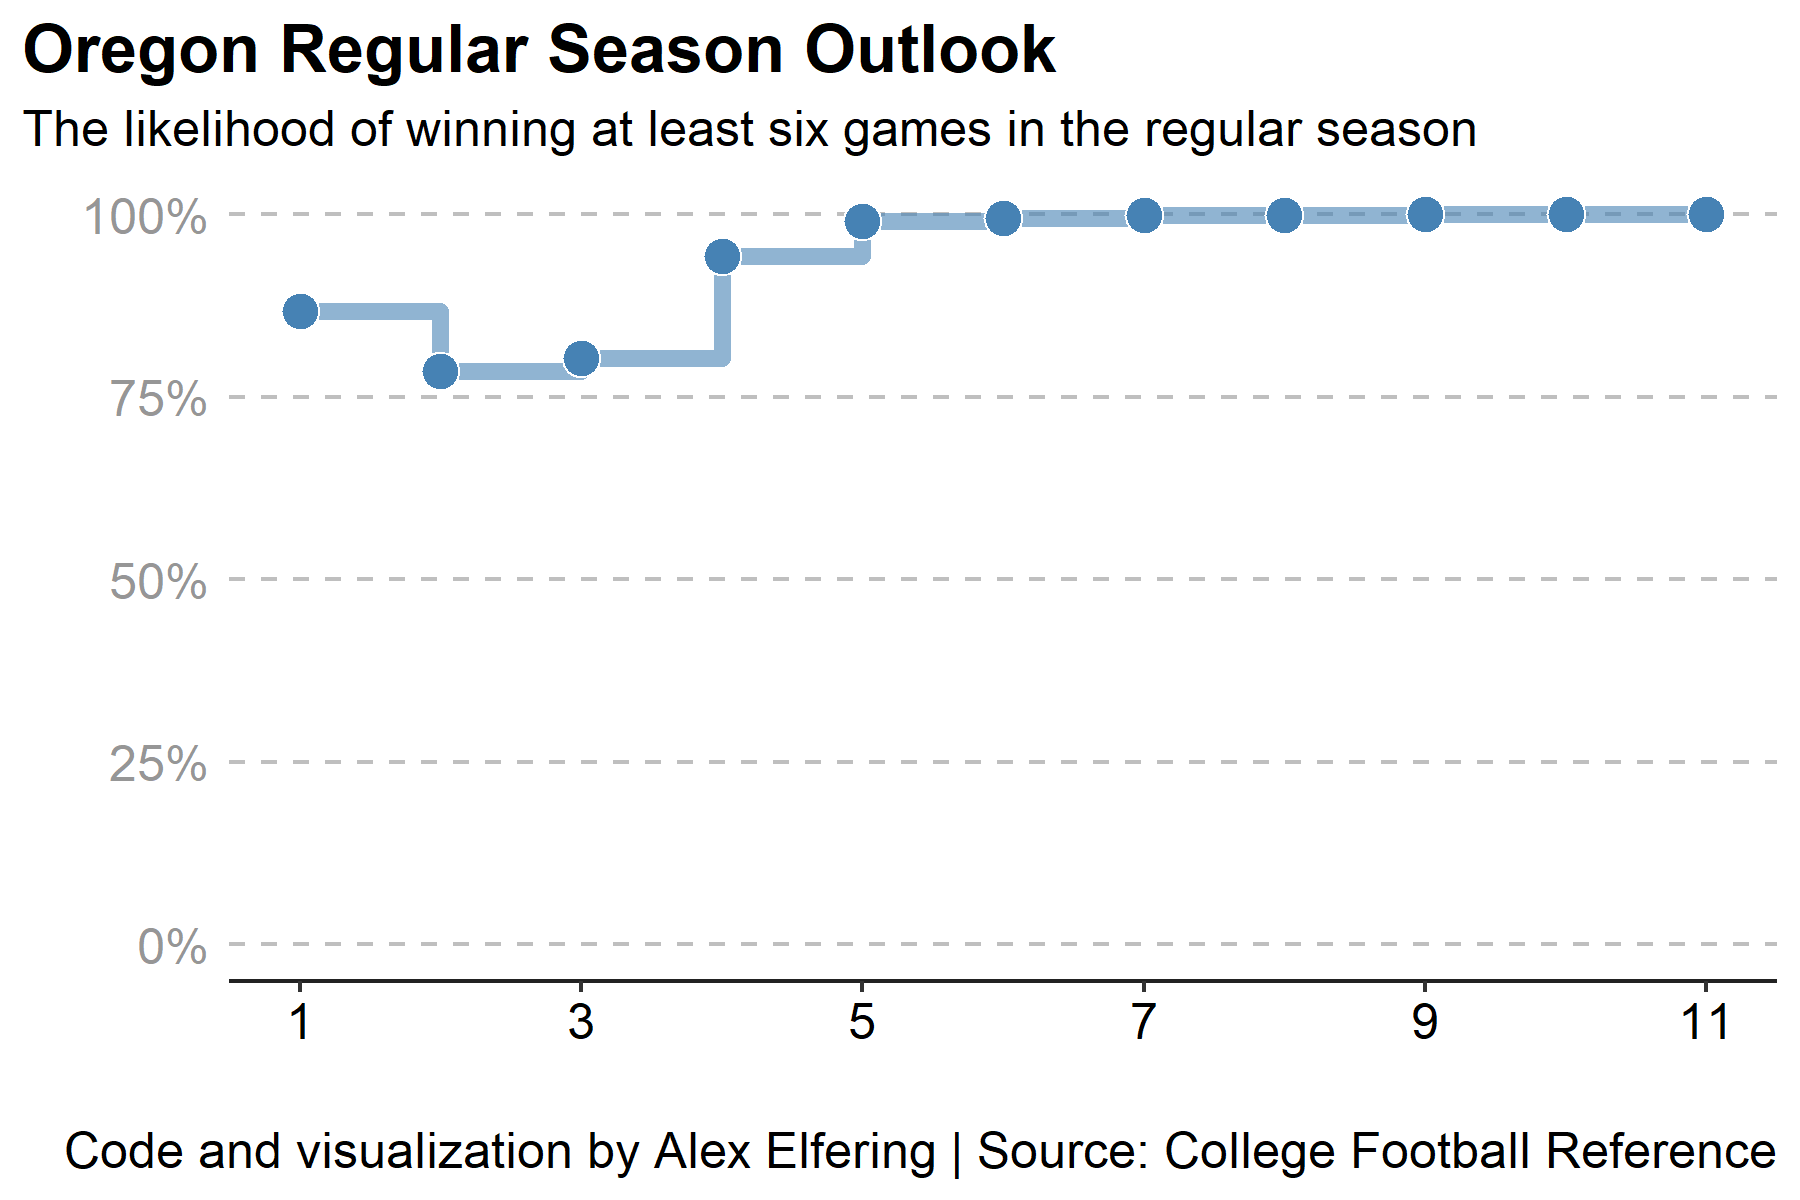 Oregon Regular Season Outlook
The likelihood of winning at least six games in the regular season
100%
75%
50%
25%
0%
1 3 5 7 9 11
Code and visualization by Alex Elfering | Source: College Football Reference